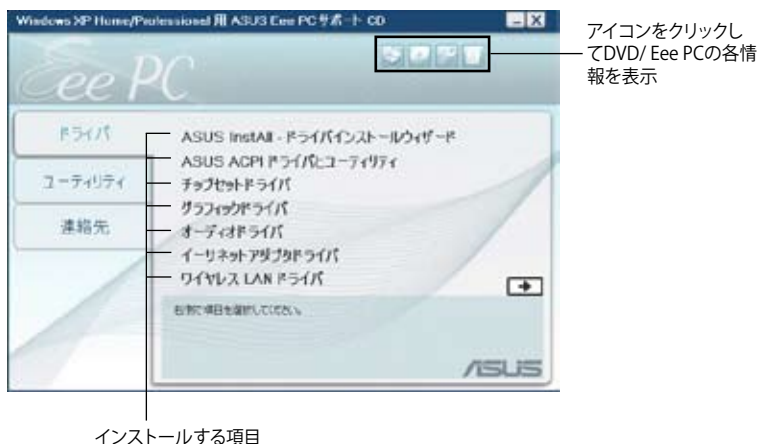 Windows XP Home/Professional 用 ASUS Eee PC サポート CD
アイコンをクリックし
てDVD/ Eee PCの各情
報を表示
Eee PC
ドライバ
ユーティリティ
連絡先
ASUS InstAll - ドライバインストールウィザード
ASUS ACPI ドライバとユーティリティ
チップセットドライバ
グラフィックドライバ
オーディオドライバ
イーサネットアダプタドライバ
ワイヤレス LAN ドライバ
右側で項目を選択してください。
ASUS
インストールする項目